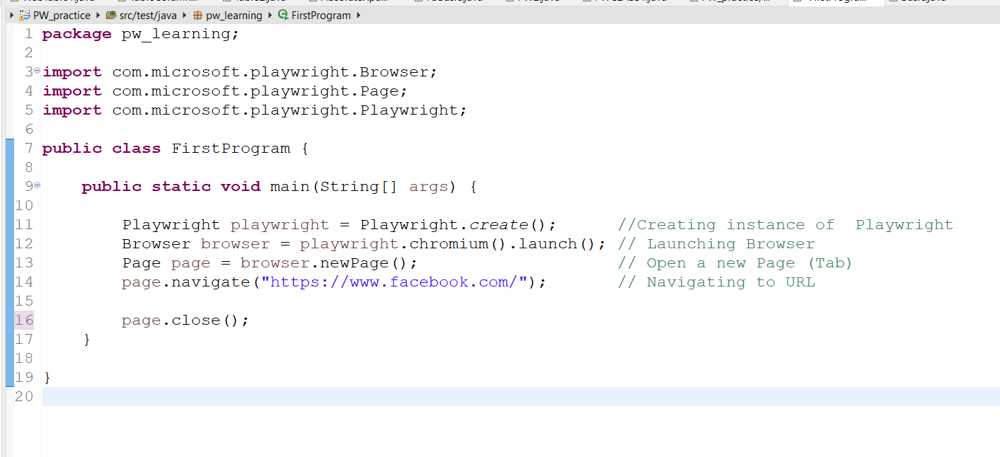 PW_practice src/test/java pw_learning FirstProgram
1 package pw_learning;
2
3 import com.microsoft.playwright.Browser;
4 import com.microsoft.playwright.Page;
5 import com.microsoft.playwright.Playwright;
6
7 public class FirstProgram {
8
9 public static void main(String[] args) {
10
11 Playwright playwright = Playwright.create(); //Creating instance of  Playwright
12 Browser browser = playwright.chromium().launch(); // Launching Browser
13 Page page = browser.newPage(); // Open a new Page (Tab)
14 page.navigate("https://www.facebook.com/"); // Navigating to URL
15
16 page.close();
17 }
18
19 }
20